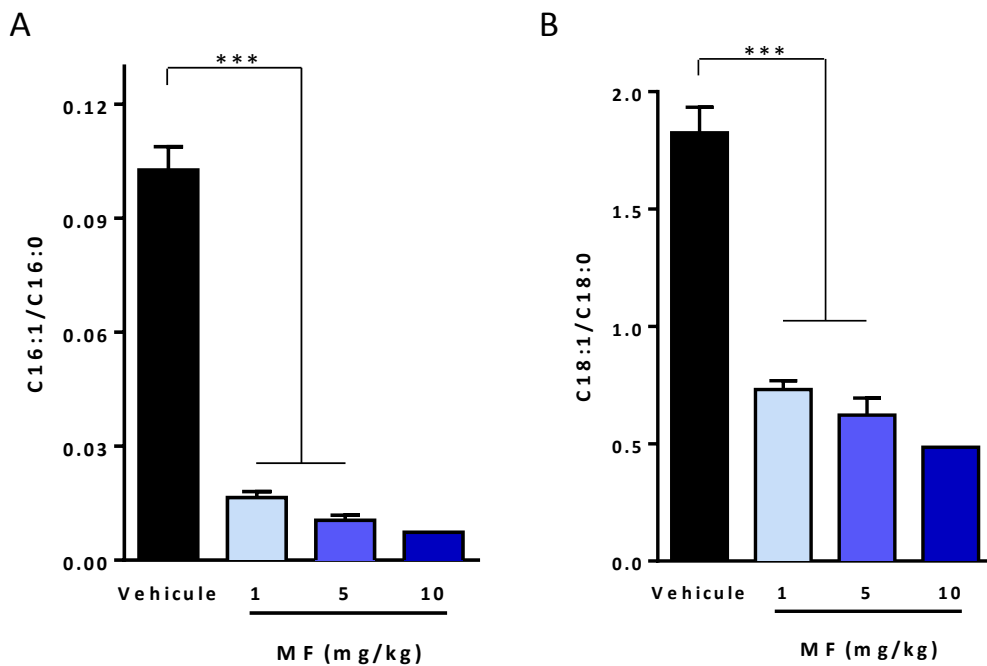 A
***
0.12
0.09
0.06
0.03
0.00
C16:1/C16:0
Vehicule 1 5 10
MF (mg/kg)
B
***
2.0
1.5
1.0
0.5
0.0
C18:1/C18:0
Vehicule 1 5 10
MF (mg/kg)